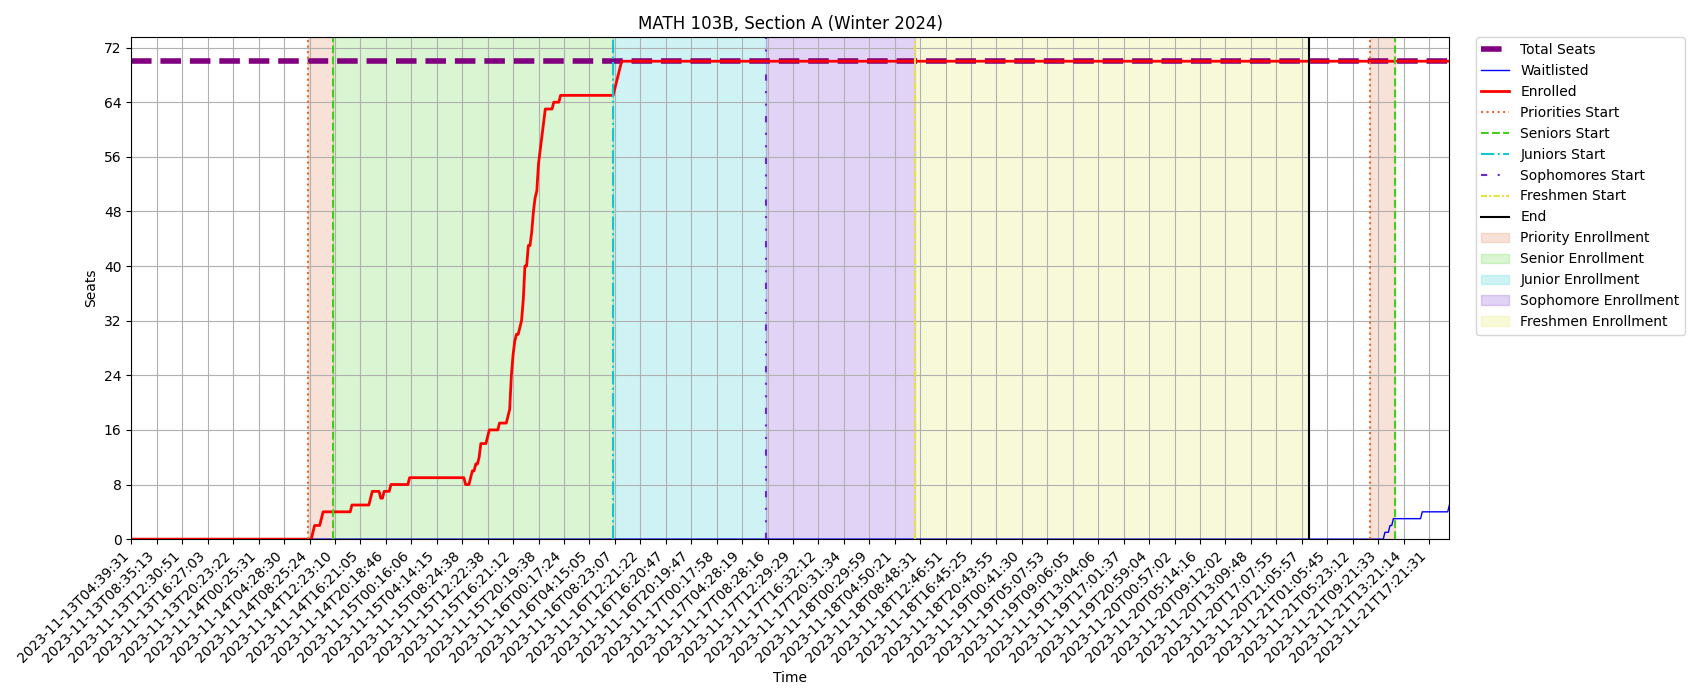 MATH 103B, Section A (Winter 2024)
Seats
72
64
56
48
40
32
24
16
8
0
2023-11-13T04:39:31
2023-11-13T08:35:13
2023-11-13T12:30:51
2023-11-13T16:27:03
2023-11-13T20:23:22
2023-11-14T00:25:31
2023-11-14T04:28:30
2023-11-14T08:25:24
2023-11-14T12:23:10
2023-11-14T16:21:05
2023-11-14T20:18:46
2023-11-15T00:16:06
2023-11-15T04:14:15
2023-11-15T08:24:38
2023-11-15T12:22:38
2023-11-15T16:21:12
2023-11-15T20:19:38
2023-11-16T00:17:24
2023-11-16T04:15:05
2023-11-16T08:23:07
2023-11-16T12:21:22
2023-11-16T16:20:47
2023-11-16T20:19:47
2023-11-17T00:17:58
2023-11-17T04:28:19
2023-11-17T08:28:16
2023-11-17T12:29:29
2023-11-17T16:32:12
2023-11-17T20:31:34
2023-11-18T00:29:59
2023-11-18T04:50:21
2023-11-18T08:48:31
2023-11-18T12:46:51
2023-11-18T16:45:25
2023-11-18T20:43:55
2023-11-19T00:41:30
2023-11-19T05:07:53
2023-11-19T09:06:05
2023-11-19T13:04:06
2023-11-19T17:01:37
2023-11-19T20:59:04
2023-11-20T00:57:02
2023-11-20T05:14:16
2023-11-20T09:12:02
2023-11-20T13:09:48
2023-11-20T17:07:55
2023-11-20T21:05:57
2023-11-21T01:05:45
2023-11-21T05:23:12
2023-11-21T09:21:33
2023-11-21T13:21:14
2023-11-21T17:21:31
Time
Total Seats
Waitlisted
Enrolled
Priorities Start
Seniors Start
Juniors Start
Sophomores Start
Freshmen Start
End
Priority Enrollment
Senior Enrollment
Junior Enrollment
Sophomore Enrollment
Freshmen Enrollment